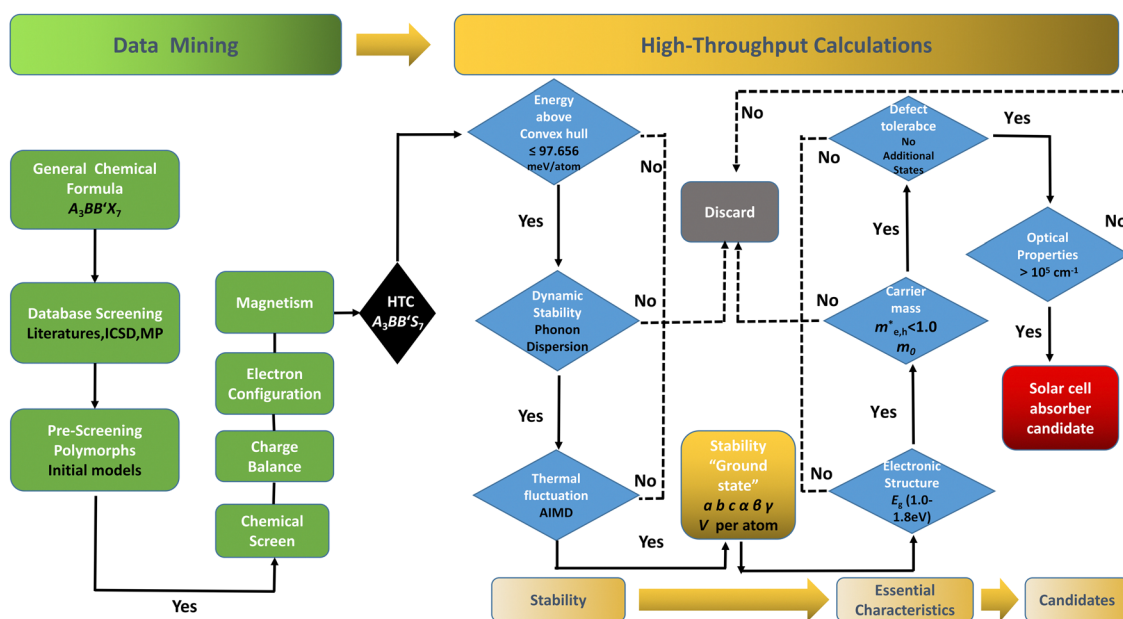 Data Mining
High-Throughput Calculations
General Chemical
Formula
A₃BB‘X₇
Database Screening
Literatures,ICSD,MP
Pre-Screening
Polymorphs
Initial models
Yes
Chemical
Screen
Charge
Balance
Electron
Configuration
Magnetism
HTC
A₃BB‘S₇
Energy
above
Convex hull
≤ 97.656
meV/atom
No
Yes
Dynamic
Stability
Phonon
Dispersion
No
Yes
Thermal
fluctuation
AIMD
No
Yes
Discard
No
Stability
“Ground
state”
a b c α β γ
V per atom
Electronic
Structure
E_g (1.0-
1.8eV)
No
Yes
Carrier
mass
m*_e,h<1.0
m₀
No
Yes
Defect
tolerabce
No
Additional
States
No
Yes
Optical
Properties
> 10⁵ cm⁻¹
No
Yes
Solar cell
absorber
candidate
Stability
Essential
Characteristics
Candidates